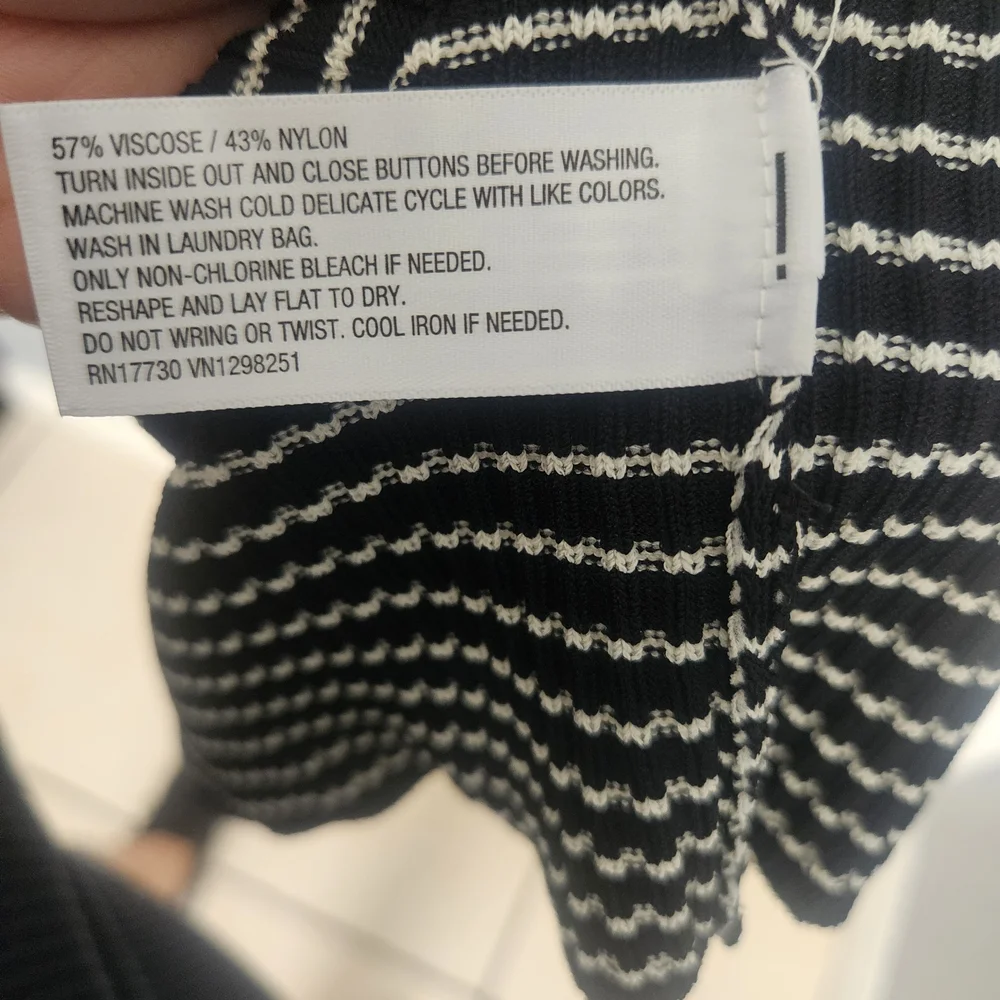 57% VISCOSE / 43% NYLON
TURN INSIDE OUT AND CLOSE BUTTONS BEFORE WASHING.
MACHINE WASH COLD DELICATE CYCLE WITH LIKE COLORS.
WASH IN LAUNDRY BAG.
ONLY NON-CHLORINE BLEACH IF NEEDED.
RESHAPE AND LAY FLAT TO DRY.
DO NOT WRING OR TWIST. COOL IRON IF NEEDED.
RN17730 VN1298251